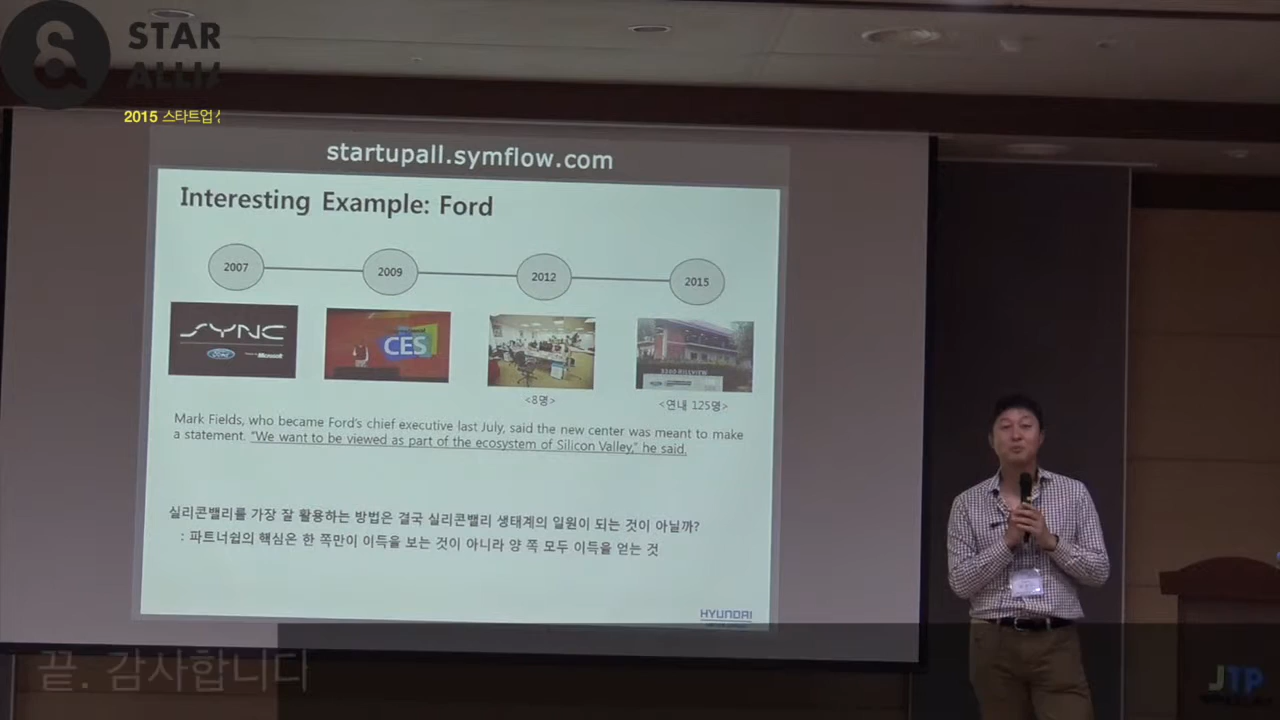 STAR
ALLIA
2015 스타트업
startupall.symflow.com
Interesting Example: Ford
2007
2009
2012
2015
SYNC
Ford
Microsoft
CES
3200 HILLVIEW
<8명>
<연내 125명>
Mark Fields, who became Ford's chief executive last July, said the new center was meant to make
a statement. "We want to be viewed as part of the ecosystem of Silicon Valley," he said.
실리콘밸리를 가장 잘 활용하는 방법은 결국 실리콘밸리 생태계의 일원이 되는 것이 아닐까?
: 파트너쉽의 핵심은 한 쪽만이 이득을 보는 것이 아니라 양 쪽 모두 이득을 얻는 것
HYUNDAI
끝. 감사합니다
JTP